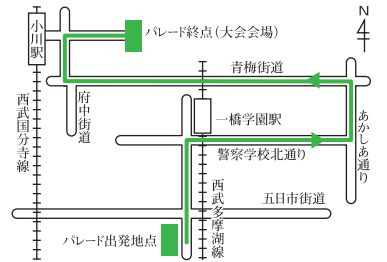 小川駅
パレード終点（大会会場）
N
青梅街道
西武国分寺線
府中街道
一橋学園駅
あかしあ通り
警察学校北通り
西武多摩湖線
五日市街道
パレード出発地点